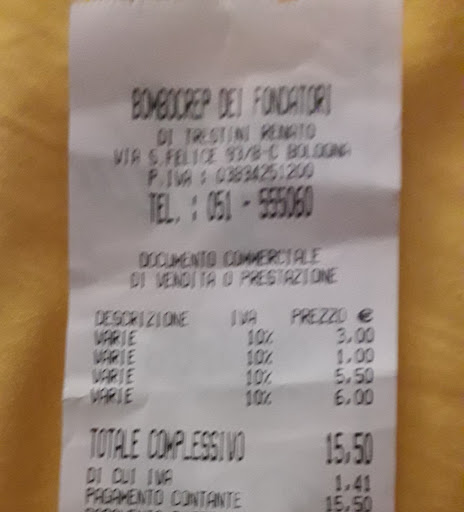 BOMBOCREP DEI FONDATORI
DI TRESTINI RENATO
VIA S.FELICE 93/B-C BOLOGNA
P.IVA : 03834251200
TEL. : 051 - 555060
DOCUMENTO COMMERCIALE
DI VENDITA O PRESTAZIONE
DESCRIZIONE IVA PREZZO €
VARIE 10% 3,00
VARIE 10% 1,00
VARIE 10% 5,50
VARIE 10% 6,00
TOTALE COMPLESSIVO 15,50
DI CUI IVA 1,41
PAGAMENTO CONTANTE 15,50